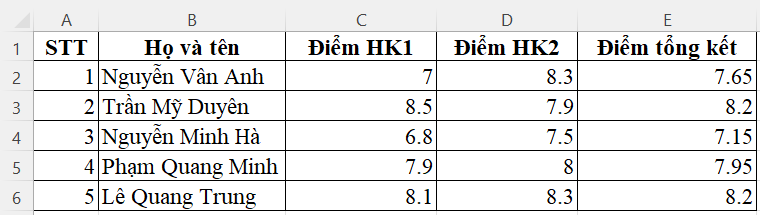 A B C D E
1 STT Họ và tên Điểm HK1 Điểm HK2 Điểm tổng kết
2 1 Nguyễn Vân Anh 7 8.3 7.65
3 2 Trần Mỹ Duyên 8.5 7.9 8.2
4 3 Nguyễn Minh Hà 6.8 7.5 7.15
5 4 Phạm Quang Minh 7.9 8 7.95
6 5 Lê Quang Trung 8.1 8.3 8.2